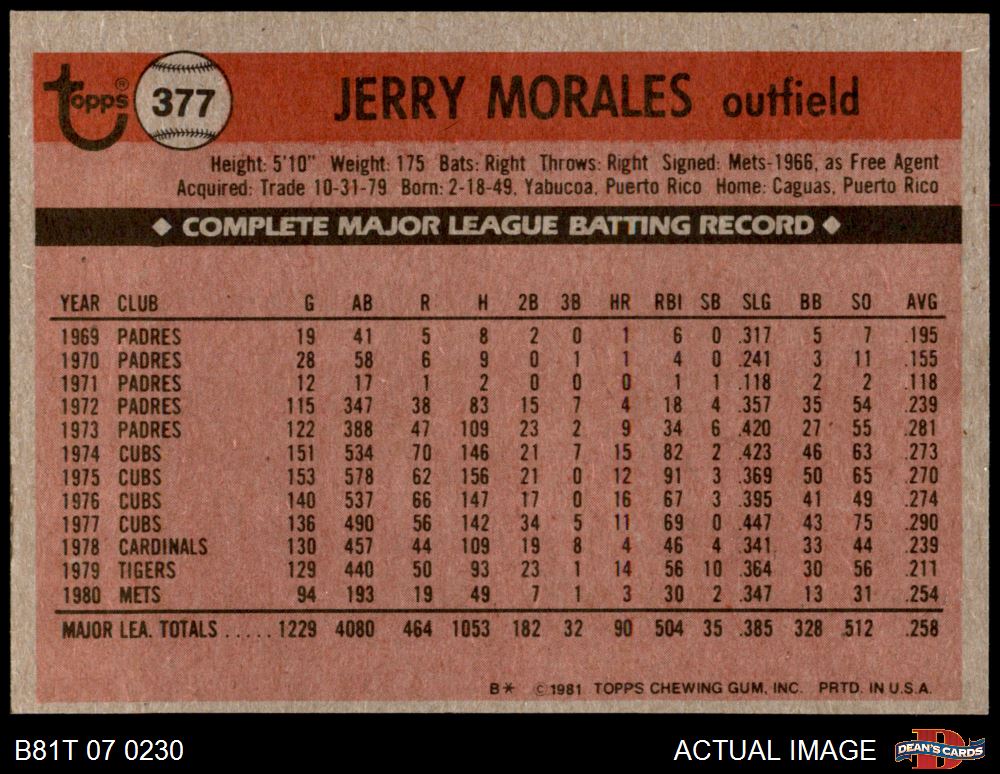 Topps ® 377 JERRY MORALES outfield
Height: 5'10" Weight: 175 Bats: Right Throws: Right Signed: Mets-1966, as Free Agent
Acquired: Trade 10-31-79 Born: 2-18-49, Yabucoa, Puerto Rico Home: Caguas, Puerto Rico
◆ COMPLETE MAJOR LEAGUE BATTING RECORD ◆
YEAR CLUB G AB R H 2B 3B HR RBI SB SLG BB SO AVG
1969 PADRES 19 41 5 8 2 0 1 6 0 .317 5 7 .195
1970 PADRES 28 58 6 9 0 1 1 4 0 .241 3 11 .155
1971 PADRES 12 17 1 2 0 0 0 1 1 .118 2 2 .118
1972 PADRES 115 347 38 83 15 7 4 18 4 .357 35 54 .239
1973 PADRES 122 388 47 109 23 2 9 34 6 .420 27 55 .281
1974 CUBS 151 534 70 146 21 7 15 82 2 .423 46 63 .273
1975 CUBS 153 578 62 156 21 0 12 91 3 .369 50 65 .270
1976 CUBS 140 537 66 147 17 0 16 67 3 .395 41 49 .274
1977 CUBS 136 490 56 142 34 5 11 69 0 .447 43 75 .290
1978 CARDINALS 130 457 44 109 19 8 4 46 4 .341 33 44 .239
1979 TIGERS 129 440 50 93 23 1 14 56 10 .364 30 56 .211
1980 METS 94 193 19 49 7 1 3 30 2 .347 13 31 .254
MAJOR LEA. TOTALS ..... 1229 4080 464 1053 182 32 90 504 35 .385 328 512 .258
B* ©1981 TOPPS CHEWING GUM, INC. PRTD. IN U.S.A.
B81T 07 0230 ACTUAL IMAGE D DEAN'S CARDS